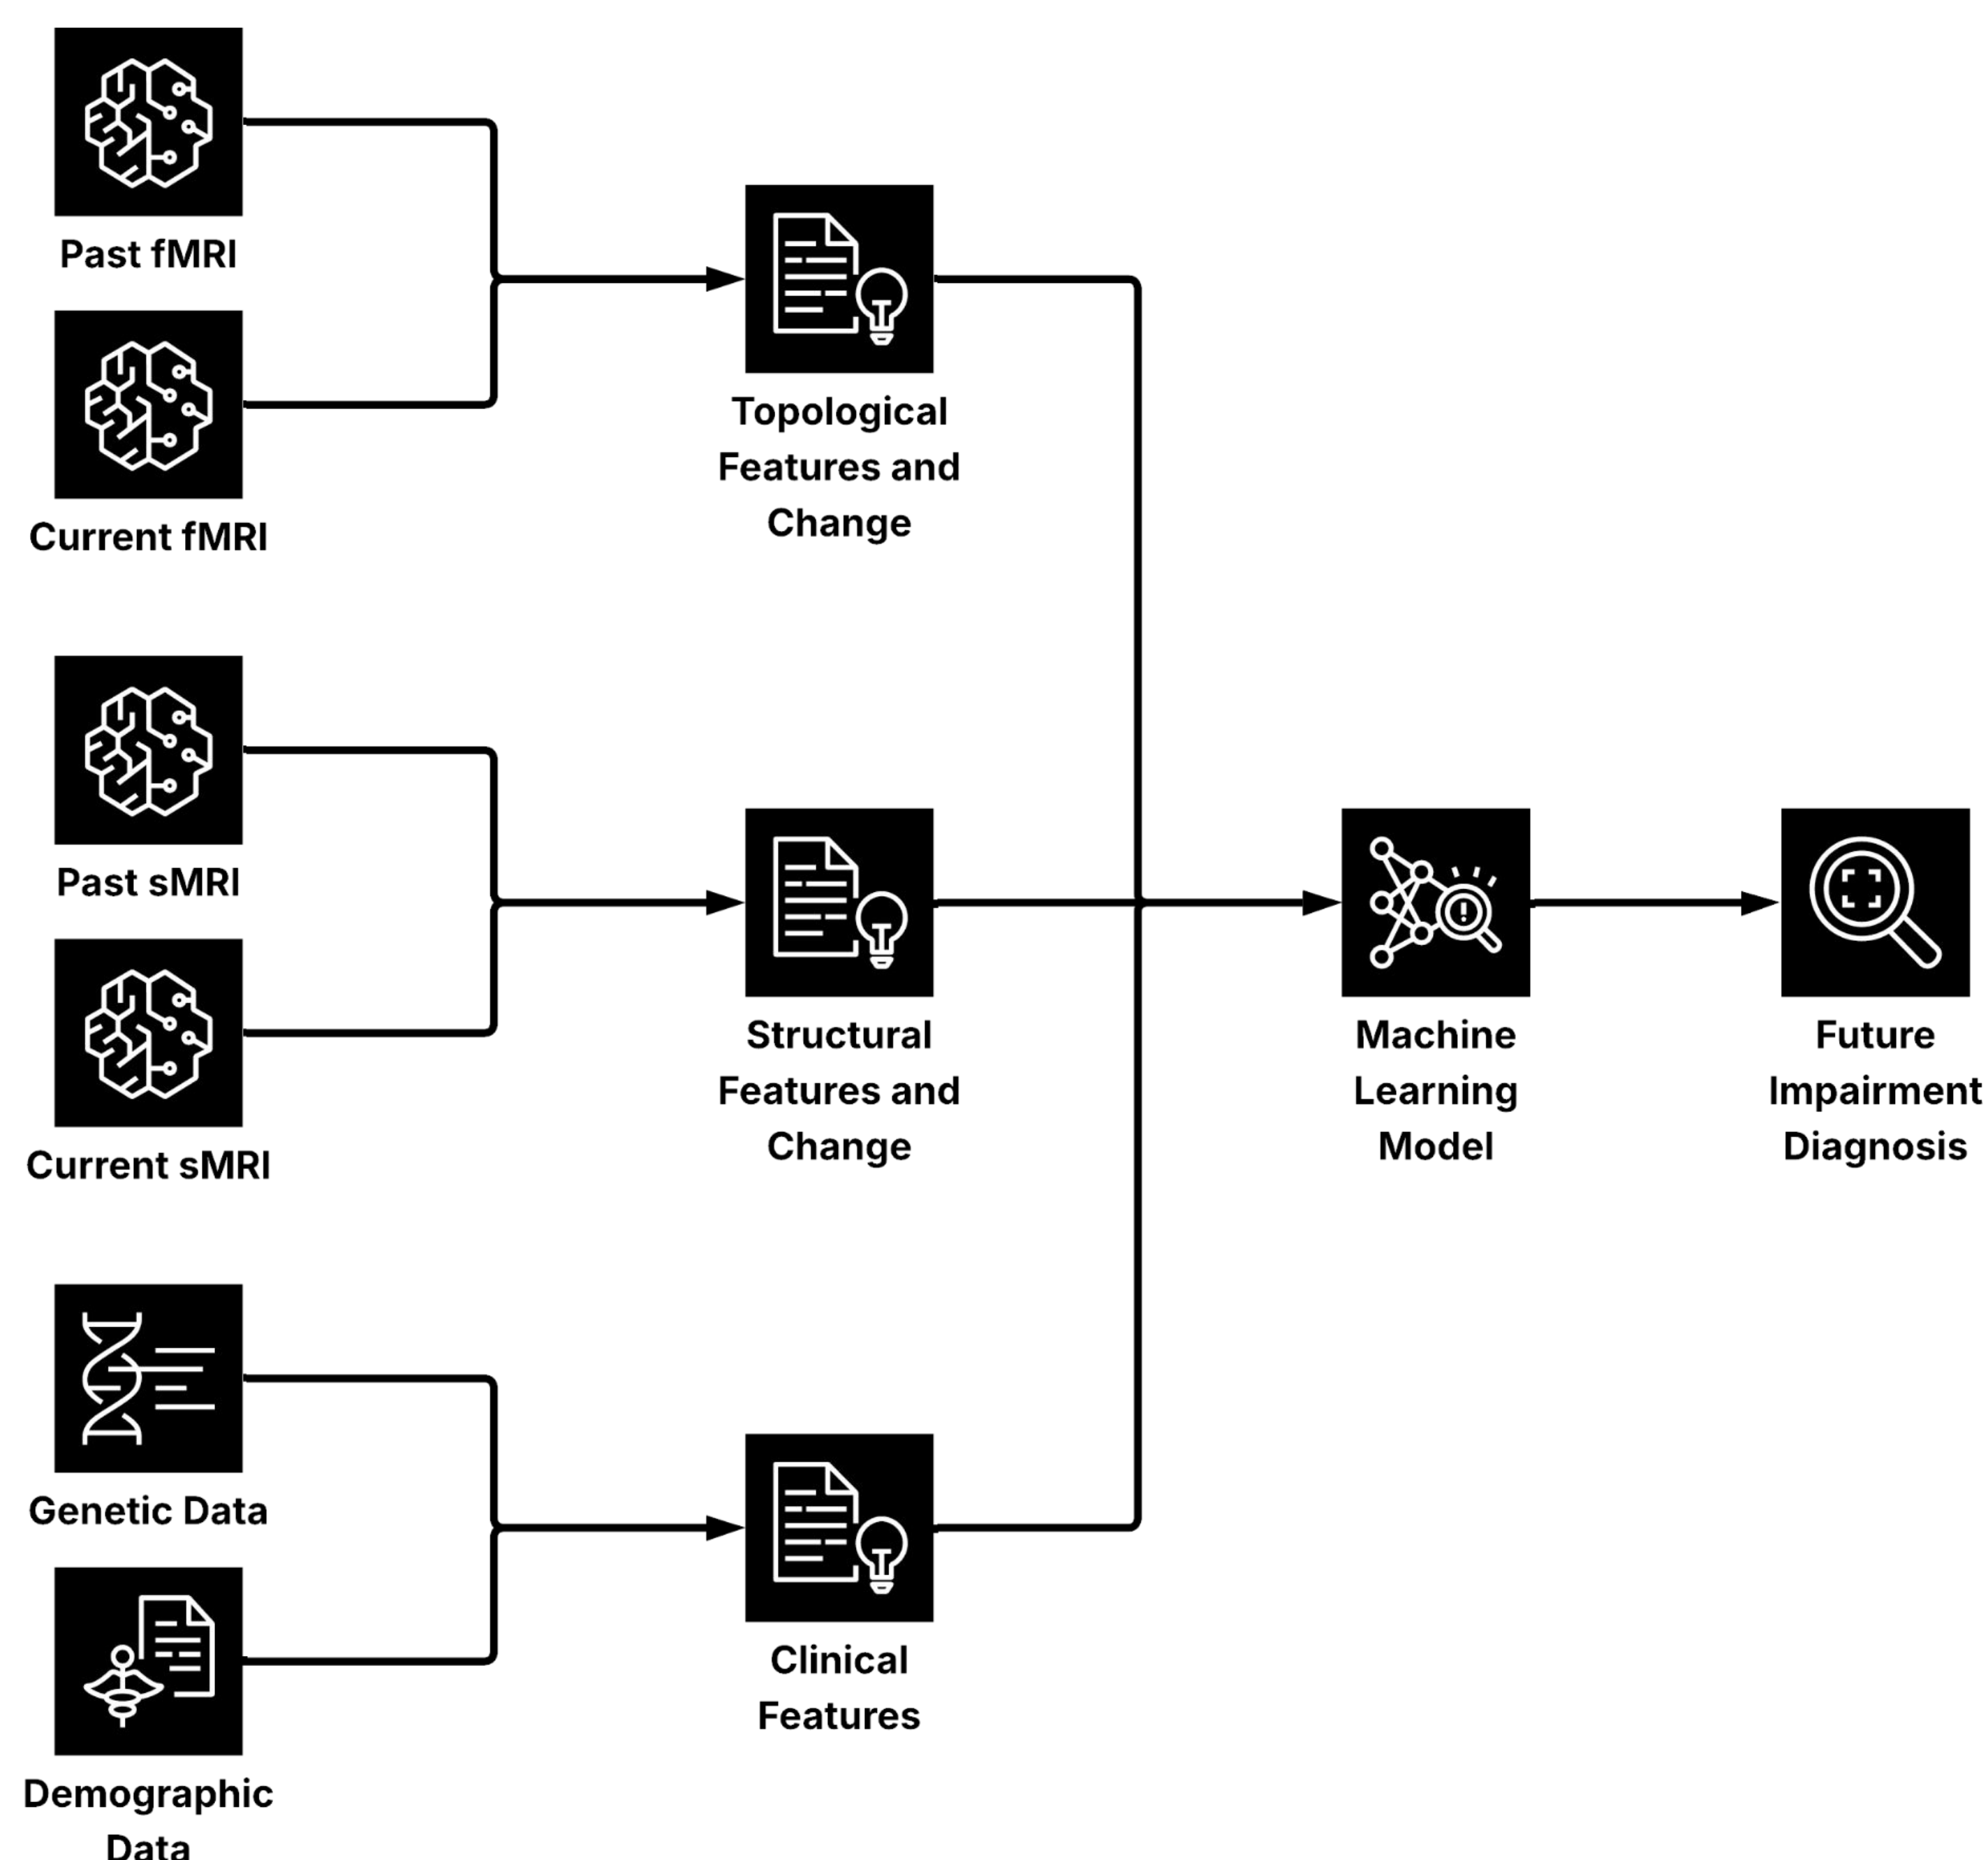 Past fMRI
Current fMRI
Topological
Features and
Change
Past sMRI
Current sMRI
Structural
Features and
Change
Machine
Learning
Model
Future
Impairment
Diagnosis
Genetic Data
Demographic
Data
Clinical
Features